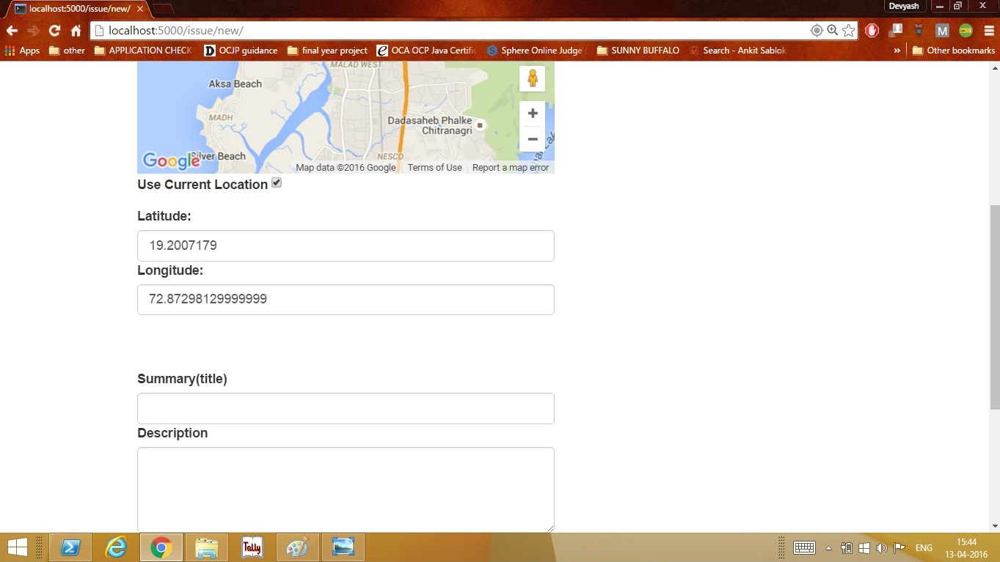 localhost:5000/issue/new/
Devyash
localhost:5000/issue/new/
M
Apps other APPLICATION CHECK OCJP guidance final year project OCA OCP Java Certific Sphere Online Judge SUNNY BUFFALO Search - Ankit Sablok » Other bookmarks
MALAD WEST
Aksa Beach
MADH
Dadasaheb Phalke
Chitranagri
NESCO
Silver Beach
Google
Map data ©2016 Google Terms of Use Report a map error
Use Current Location
Latitude:
19.2007179
Longitude:
72.87298129999999
Summary(title)
Description
Tally
ENG
15:44
13-04-2016